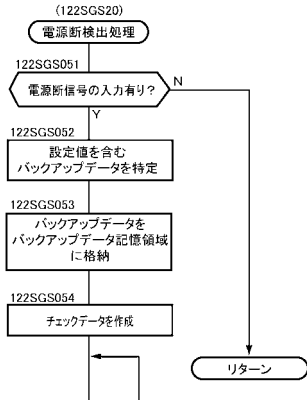 (122SGS20)
電源断検出処理
122SGS051
電源断信号の入力有り？
N
Y
122SGS052
設定値を含む
バックアップデータを特定
122SGS053
バックアップデータを
バックアップデータ記憶領域
に格納
122SGS054
チェックデータを作成
リターン